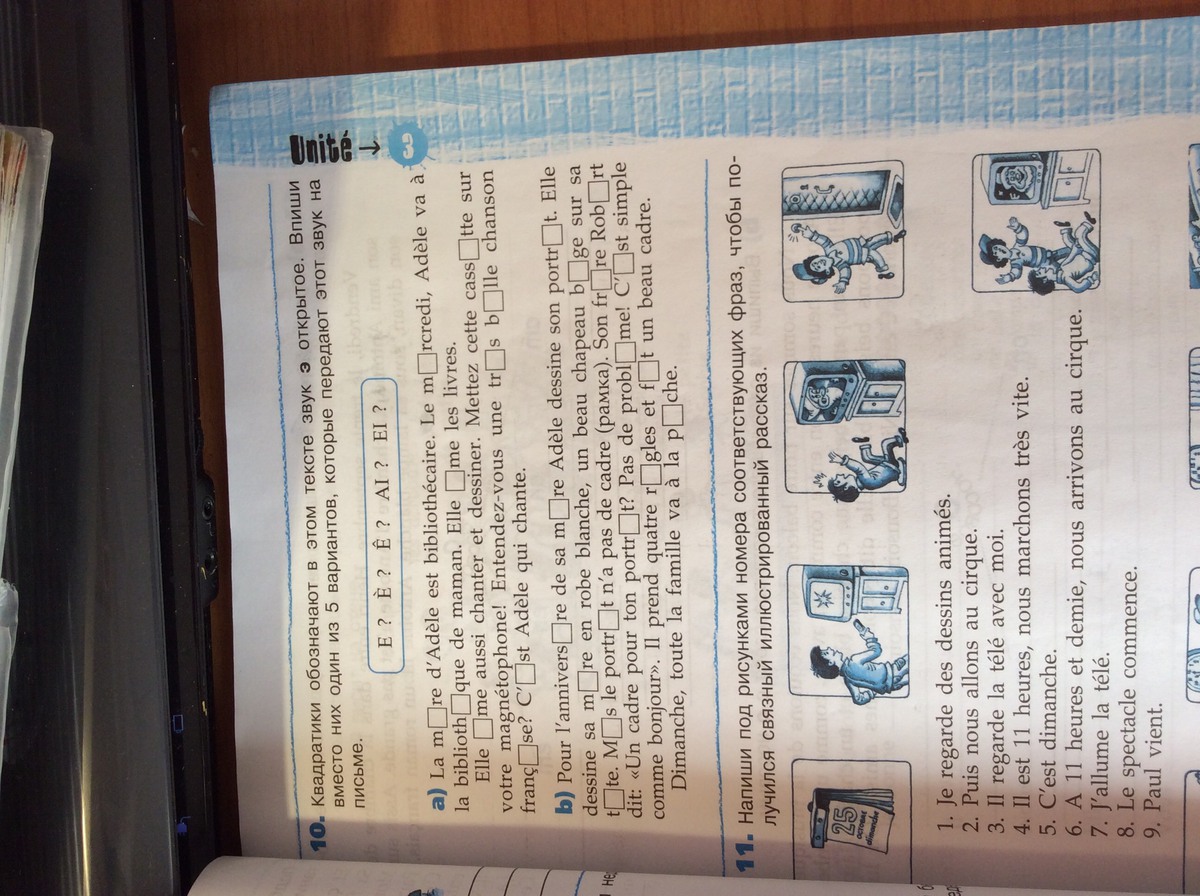 Unité
3
10. Квадратики обозначают в этом тексте звук э открытое. Впиши
вместо них один из 5 вариантов, которые передают этот звук на
письме.
E ? È ? Ê ? AI ? EI ?
a) La m□re d'Adèle est bibliothécaire. Le m□rcredi, Adèle va à
la biblioth□que de maman. Elle □me les livres.
Elle □me aussi chanter et dessiner. Mettez cette cass□tte sur
votre magnétophone! Entendez-vous une tr□s b□lle chanson
franç□se? C'□st Adèle qui chante.
b) Pour l'annivers□re de sa m□re Adèle dessine son portr□t. Elle
dessine sa m□re en robe blanche, un beau chapeau b□ge sur sa
t□te. M□s le portr□t n'a pas de cadre (рамка). Son fr□re Rob□rt
dit: «Un cadre pour ton portr□t? Pas de probl□me! C'□st simple
comme bonjour». Il prend quatre r□gles et f□t un beau cadre.
Dimanche, toute la famille va à la p□che.
11. Напиши под рисунками номера соответствующих фраз, чтобы по-
лучился связный иллюстрированный рассказ.
25
octobre
dimanche
1. Je regarde des dessins animés.
2. Puis nous allons au cirque.
3. Il regarde la télé avec moi.
4. Il est 11 heures, nous marchons très vite.
5. C'est dimanche.
6. A 11 heures et demie, nous arrivons au cirque.
7. J'allume la télé.
8. Le spectacle commence.
9. Paul vient.